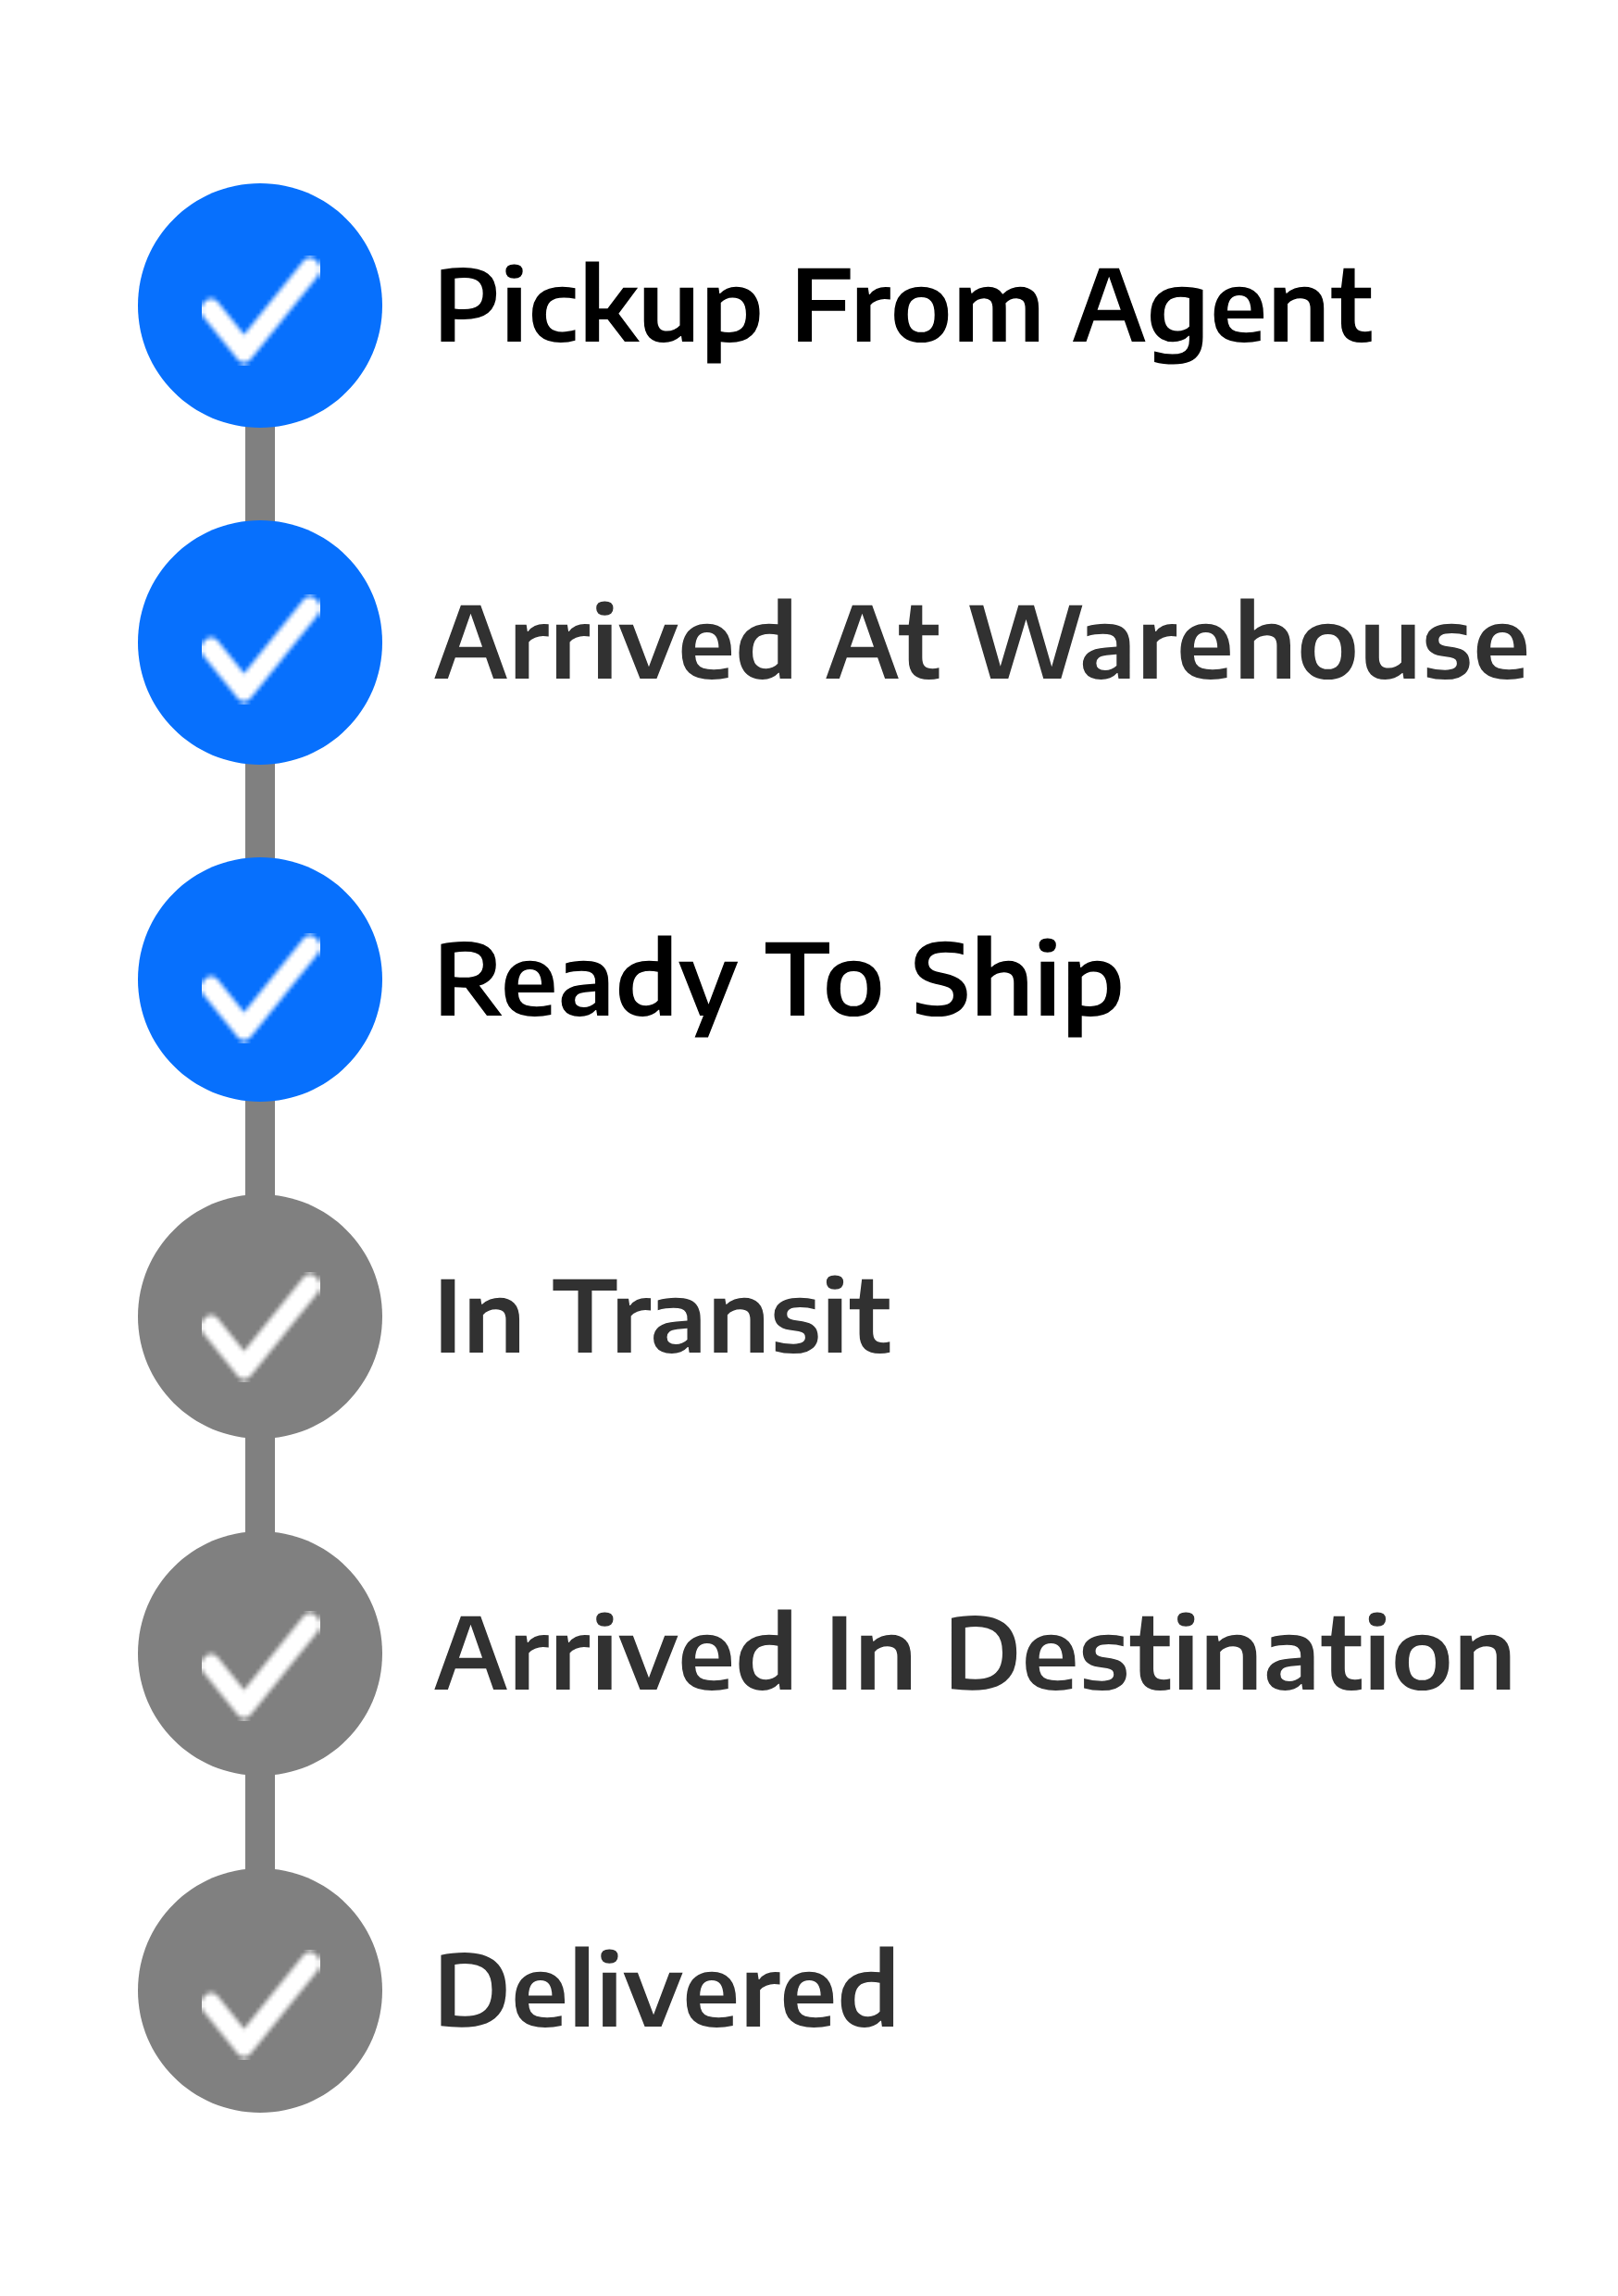 Pickup From Agent
Arrived At Warehouse
Ready To Ship
In Transit
Arrived In Destination
Delivered